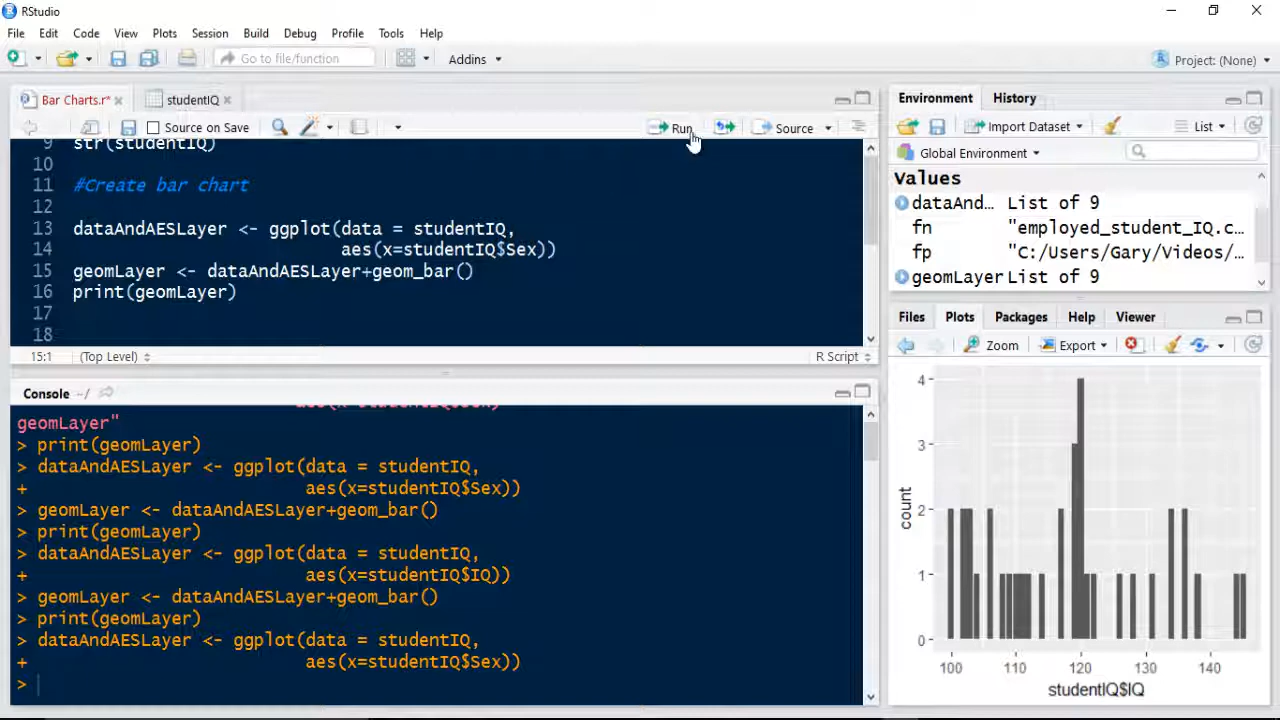 RStudio
File Edit Code View Plots Session Build Debug Profile Tools Help
Go to file/function Addins Project: (None)
Bar Charts.r* studentIQ
Source on Save Run Source
9 str(studentIQ)
10
11 #Create bar chart
12
13 dataAndAESLayer <- ggplot(data = studentIQ,
14 aes(x=studentIQ$Sex))
15 geomLayer <- dataAndAESLayer+geom_bar()
16 print(geomLayer)
17
18
15:1 (Top Level) R Script
Console ~/
geomLayer"
> print(geomLayer)
> dataAndAESLayer <- ggplot(data = studentIQ,
+ aes(x=studentIQ$Sex))
> geomLayer <- dataAndAESLayer+geom_bar()
> print(geomLayer)
> dataAndAESLayer <- ggplot(data = studentIQ,
+ aes(x=studentIQ$IQ))
> geomLayer <- dataAndAESLayer+geom_bar()
> print(geomLayer)
> dataAndAESLayer <- ggplot(data = studentIQ,
+ aes(x=studentIQ$Sex))
>
Environment History
Import Dataset List
Global Environment
Values
dataAnd... List of 9
fn "employed_student_IQ.c...
fp "C:/Users/Gary/Videos/...
geomLayer List of 9
Files Plots Packages Help Viewer
Zoom Export
4
3
2
1
0
count
100 110 120 130 140
studentIQ$IQ